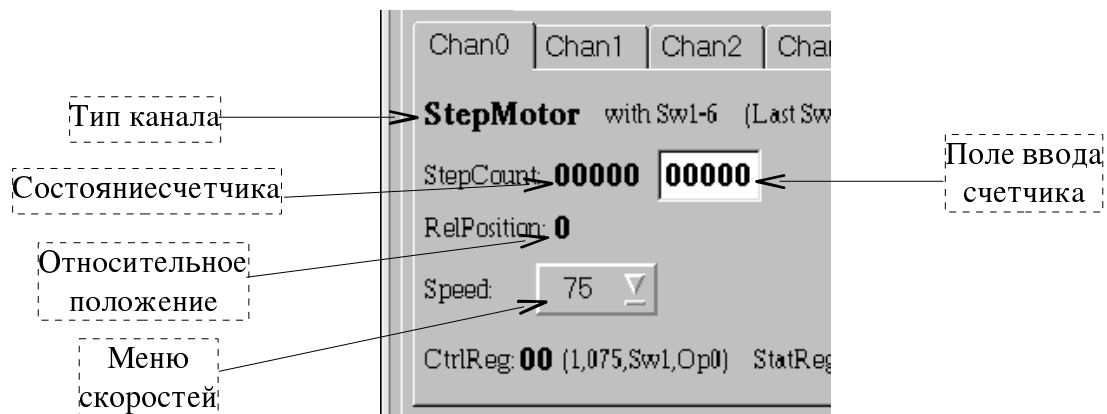 Chan0 Chan1 Chan2 Cha
Тип канала
StepMotor with Sw1-6 (Last Sw
StepCount: 00000 00000
Поле ввода
счетчика
Состояниесчетчика
RelPosition: 0
Относительное
положение
Speed: 75
Меню
скоростей
CtrlReg: 00 (1,075,Sw1,Op0) StatReg